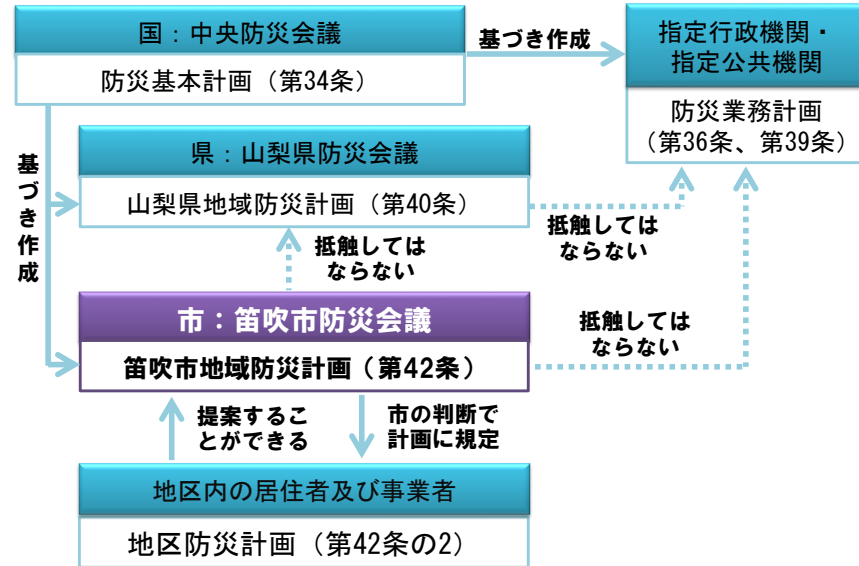 国：中央防災会議
防災基本計画（第34条）
基づき作成
指定行政機関・
指定公共機関
防災業務計画
（第36条、第39条）
基づき作成
県：山梨県防災会議
山梨県地域防災計画（第40条）
抵触しては
ならない
抵触しては
ならない
市：笛吹市防災会議
笛吹市地域防災計画（第42条）
抵触しては
ならない
提案するこ
とができる
市の判断で
計画に規定
地区内の居住者及び事業者
地区防災計画（第42条の2）